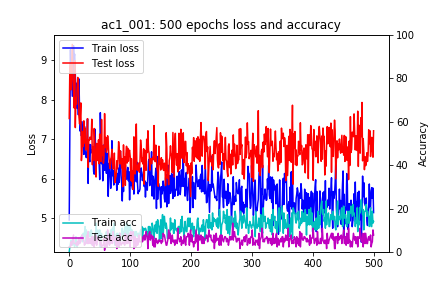 ac1_001: 500 epochs loss and accuracy
Train loss
Test loss
Train acc
Test acc
Loss
9
8
7
6
5
Accuracy
100
80
60
40
20
0
0
100
200
300
400
500